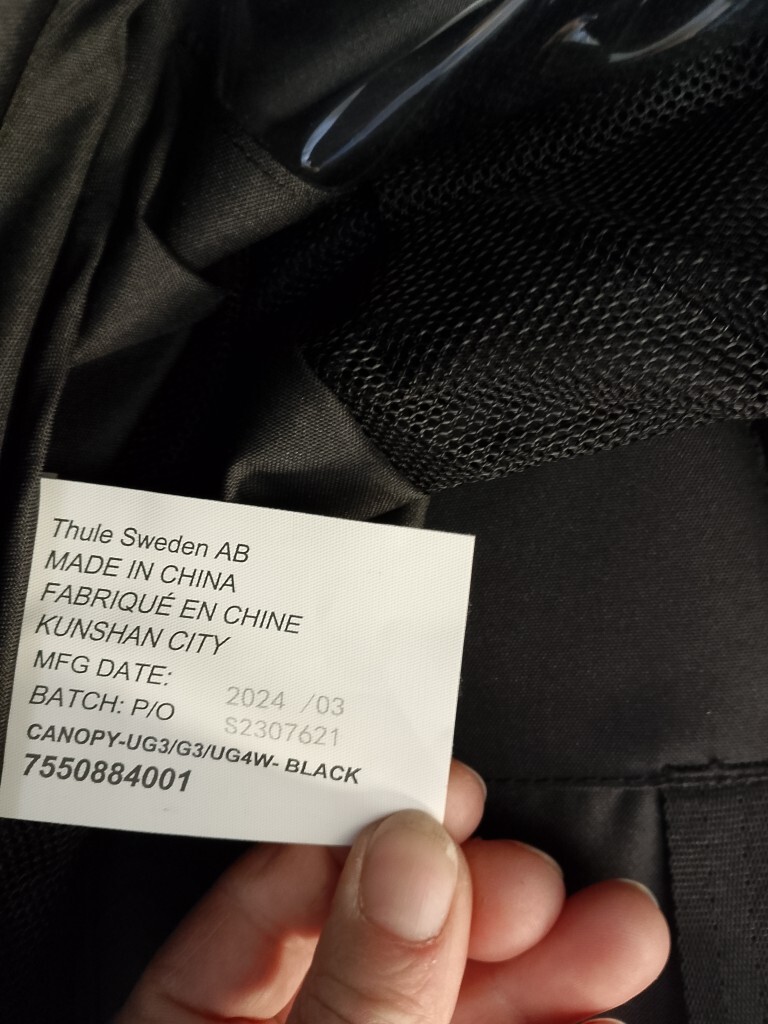 Thule Sweden AB
MADE IN CHINA
FABRIQUÉ EN CHINE
KUNSHAN CITY
MFG DATE: 2024 /03
BATCH: P/O S2307621
CANOPY-UG3/G3/UG4W- BLACK
7550884001